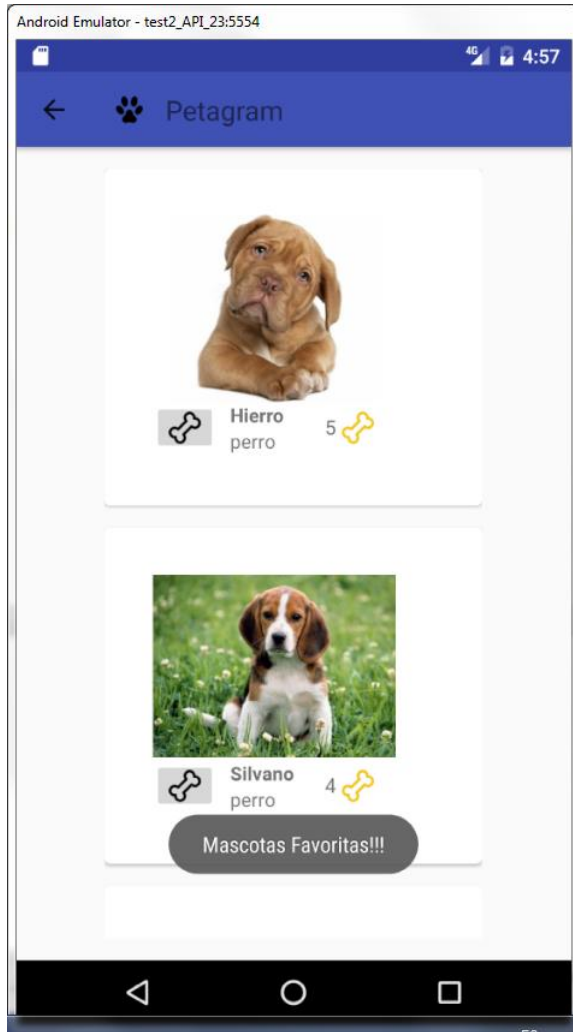 Android Emulator - test2_API_23:5554
4G 4:57
Petagram
Hierro
perro
5
Silvano
perro
4
Mascotas Favoritas!!!